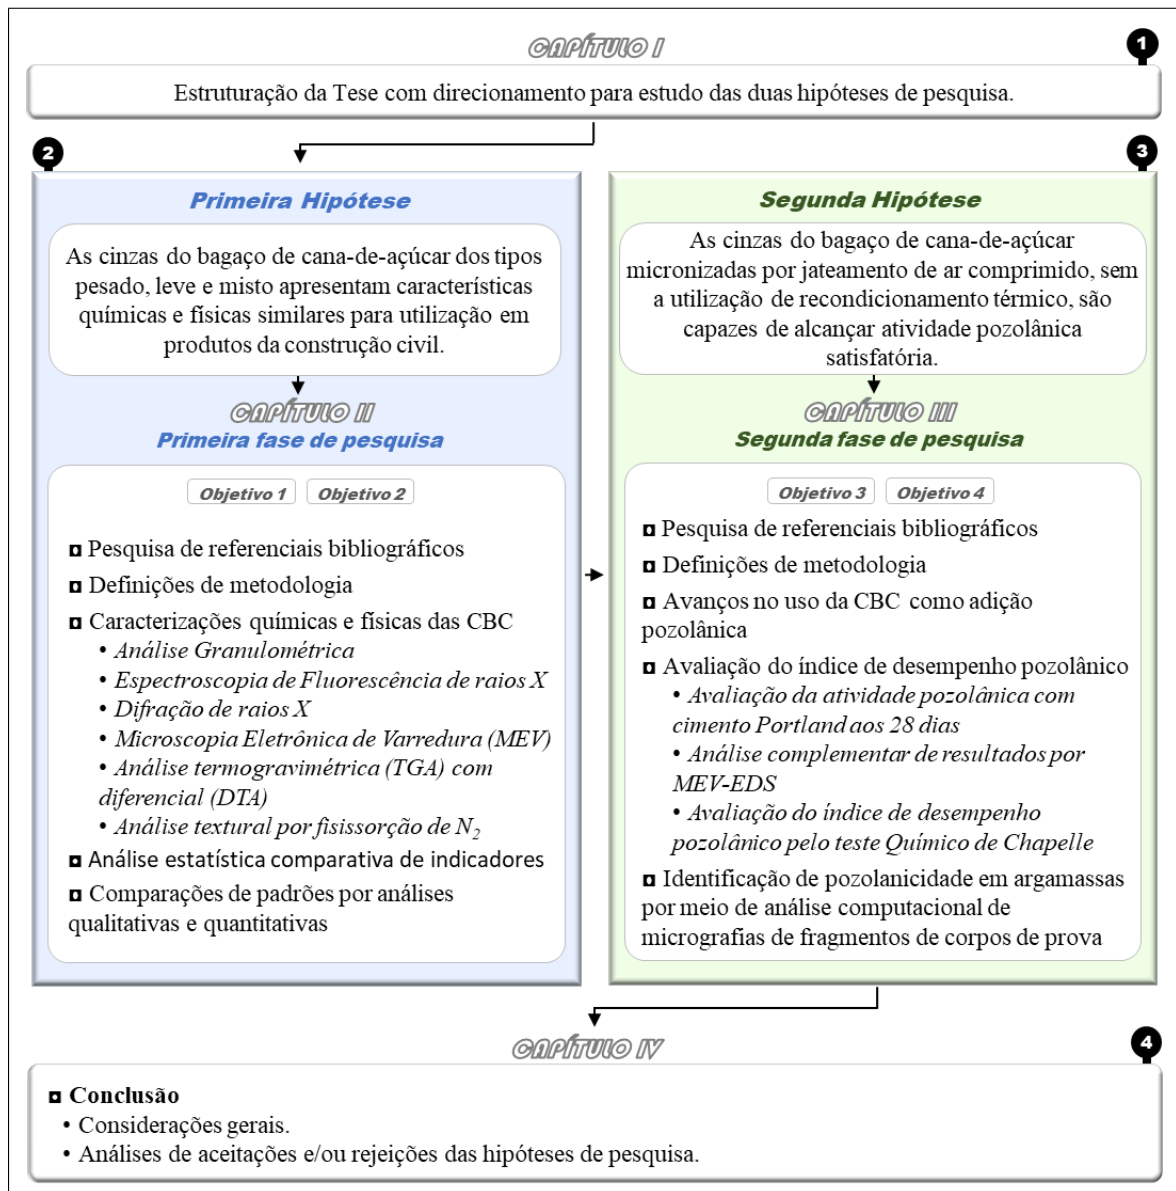 CAPÍTULO I
1
Estruturação da Tese com direcionamento para estudo das duas hipóteses de pesquisa.
2
Primeira Hipótese
As cinzas do bagaço de cana-de-açúcar dos tipos
pesado, leve e misto apresentam características
químicas e físicas similares para utilização em
produtos da construção civil.
CAPÍTULO II
Primeira fase de pesquisa
Objetivo 1 Objetivo 2
Pesquisa de referenciais bibliográficos
Definições de metodologia
Caracterizações químicas e físicas das CBC
• Análise Granulométrica
• Espectroscopia de Fluorescência de raios X
• Difração de raios X
• Microscopia Eletrônica de Varredura (MEV)
• Análise termogravimétrica (TGA) com
diferencial (DTA)
• Análise textural por fisissorção de N₂
Análise estatística comparativa de indicadores
Comparações de padrões por análises
qualitativas e quantitativas
3
Segunda Hipótese
As cinzas do bagaço de cana-de-açúcar
micronizadas por jateamento de ar comprimido, sem
a utilização de recondicionamento térmico, são
capazes de alcançar atividade pozolânica
satisfatória.
CAPÍTULO III
Segunda fase de pesquisa
Objetivo 3 Objetivo 4
Pesquisa de referenciais bibliográficos
Definições de metodologia
Avanços no uso da CBC como adição
pozolânica
Avaliação do índice de desempenho pozolânico
• Avaliação da atividade pozolânica com
cimento Portland aos 28 dias
• Análise complementar de resultados por
MEV-EDS
• Avaliação do índice de desempenho
pozolânico pelo teste Químico de Chapelle
Identificação de pozolanicidade em argamassas
por meio de análise computacional de
micrografias de fragmentos de corpos de prova
CAPÍTULO IV
4
Conclusão
• Considerações gerais.
• Análises de aceitações e/ou rejeições das hipóteses de pesquisa.